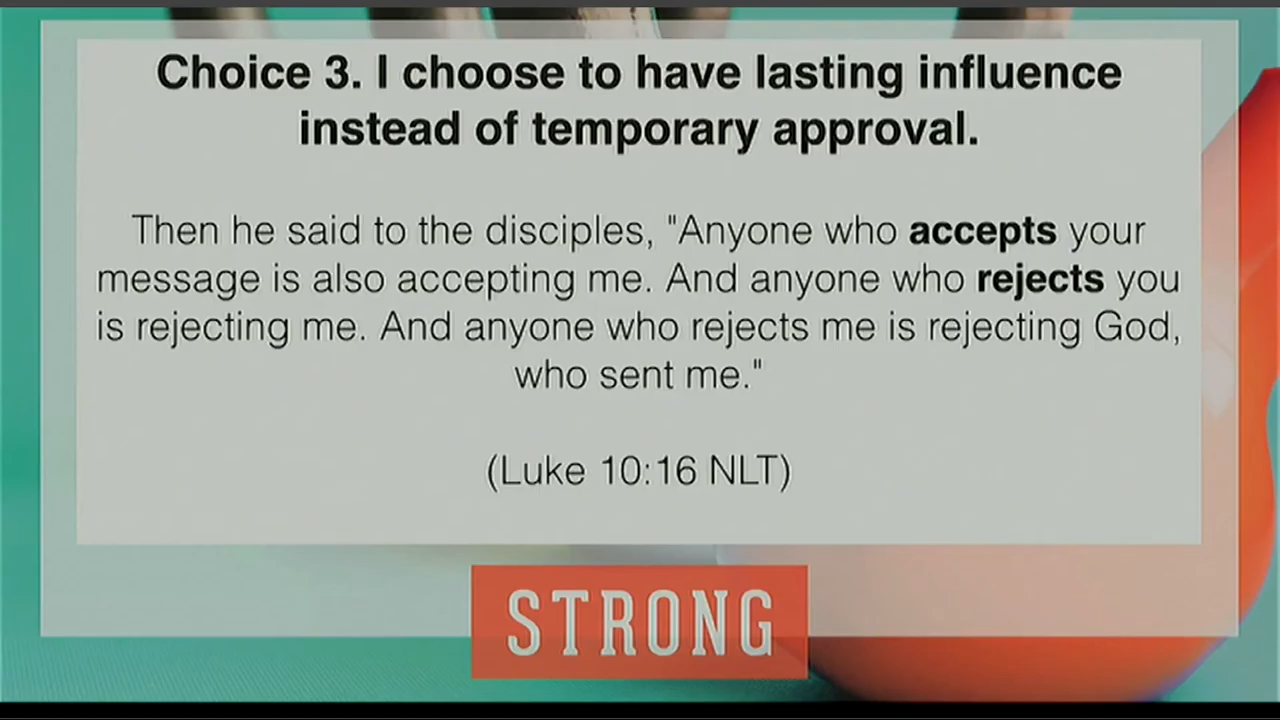 Choice 3. I choose to have lasting influence
instead of temporary approval.
Then he said to the disciples, "Anyone who accepts your
message is also accepting me. And anyone who rejects you
is rejecting me. And anyone who rejects me is rejecting God,
who sent me."
(Luke 10:16 NLT)
STRONG